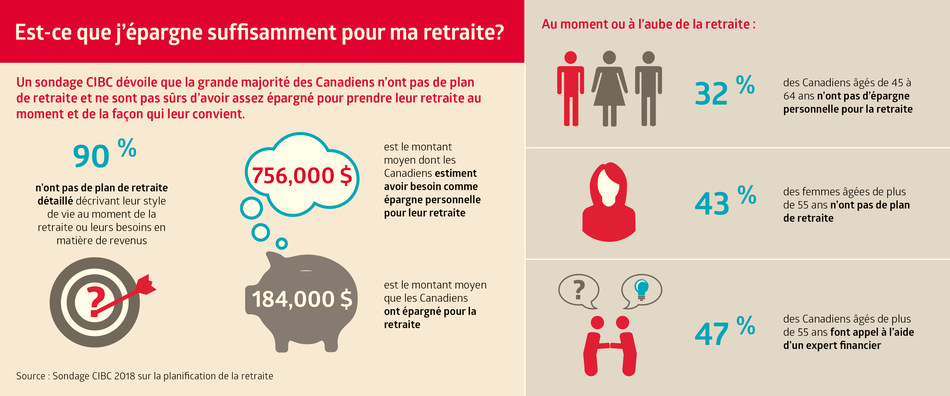 Est-ce que j'épargne suffisamment pour ma retraite?
Un sondage CIBC dévoile que la grande majorité des Canadiens n'ont pas de plan
de retraite et ne sont pas sûrs d'avoir assez épargné pour prendre leur retraite au
moment et de la façon qui leur convient.
90 %
n'ont pas de plan de retraite
détaillé décrivant leur style
de vie au moment de la
retraite ou leurs besoins en
matière de revenus
?
756,000 $
est le montant
moyen dont les
Canadiens estiment
avoir besoin comme
épargne personnelle
pour leur retraite
184,000 $
est le montant moyen
que les Canadiens
ont épargné pour la
retraite
Source : Sondage CIBC 2018 sur la planification de la retraite
Au moment ou à l'aube de la retraite :
32 %
des Canadiens âgés de 45 à
64 ans n'ont pas d'épargne
personnelle pour la retraite
43 %
des femmes âgées de plus
de 55 ans n'ont pas de plan
de retraite
?
47 %
des Canadiens âgés de plus
de 55 ans font appel à l'aide
d'un expert financier